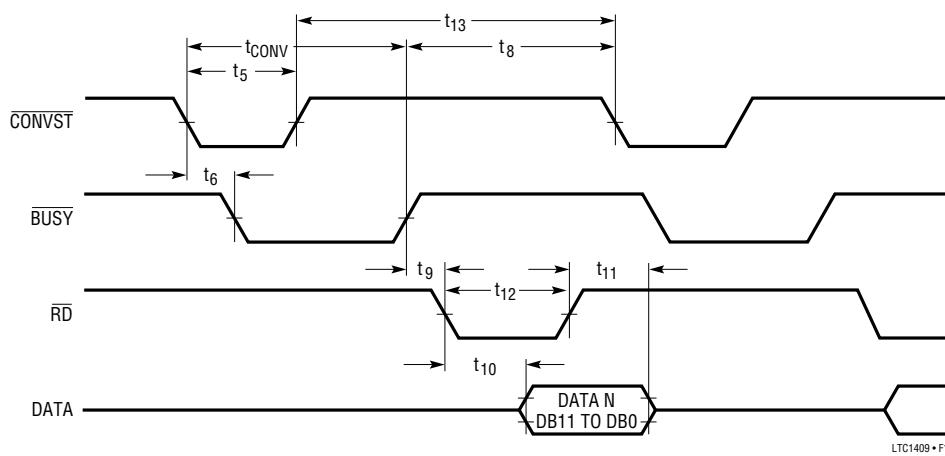 t13
tCONV
t8
t5
CONVST
t6
BUSY
t9
t11
t12
RD
t10
DATA
DATA N
DB11 TO DB0
LTC1409 • F